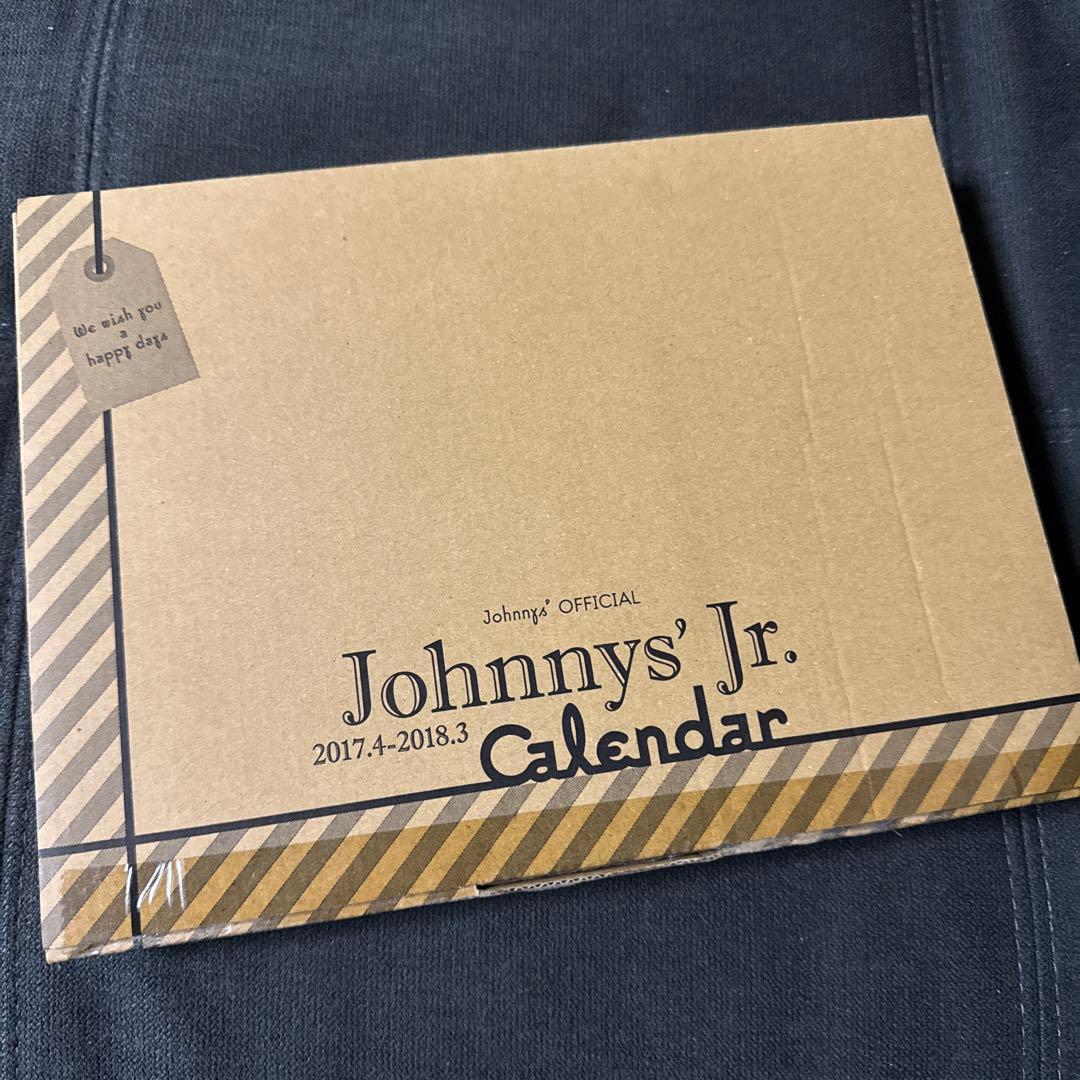 We wish you
a
happy days
Johnnys' OFFICIAL
Johnnys' Jr.
2017.4-2018.3 Calendar